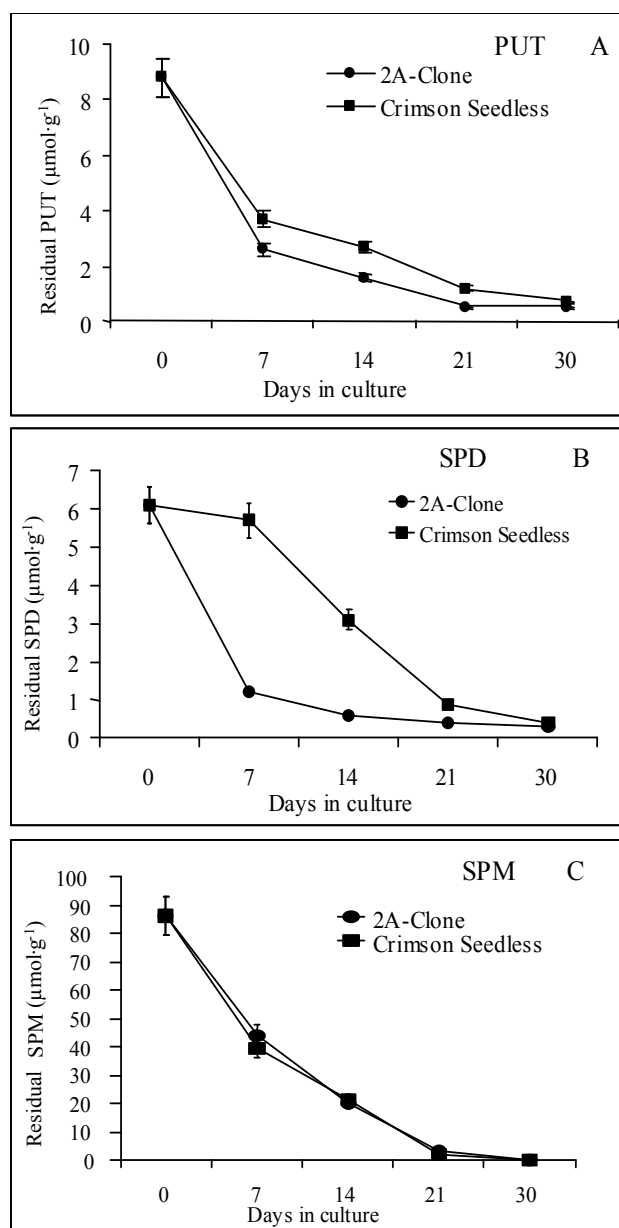 PUT A
2A-Clone
Crimson Seedless
Residual PUT (µmol·g⁻¹)
10
8
6
4
2
0
0 7 14 21 30
Days in culture
SPD B
2A-Clone
Crimson Seedless
Residual SPD (µmol·g⁻¹)
7
6
5
4
3
2
1
0
0 7 14 21 30
Days in culture
SPM C
2A-Clone
Crimson Seedless
Residual SPM (µmol·g⁻¹)
100
90
80
70
60
50
40
30
20
10
0
0 7 14 21 30
Days in culture